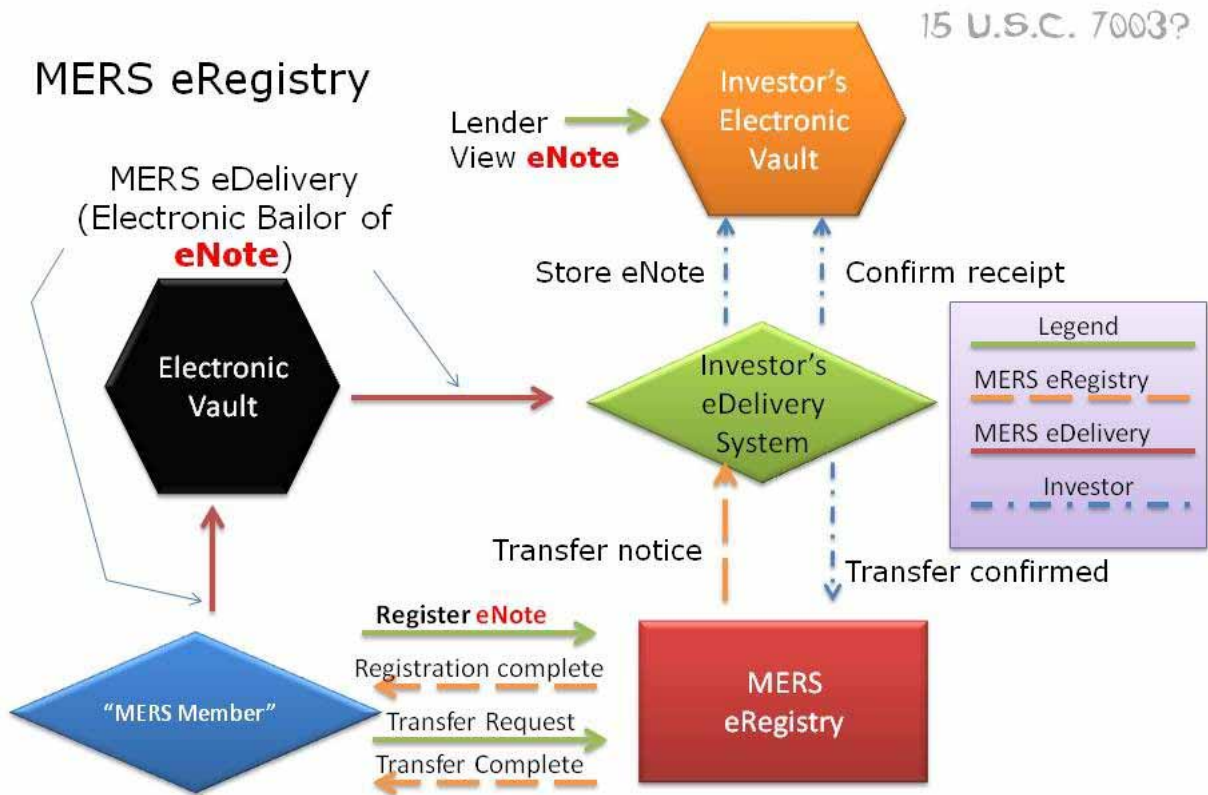 15 U.S.C. 7003?
MERS eRegistry
Investor's
Electronic
Vault
Lender
View eNote
MERS eDelivery
(Electronic Bailor of
eNote)
Store eNote
Confirm receipt
Electronic
Vault
Investor's
eDelivery
System
Legend
MERS eRegistry
MERS eDelivery
Investor
Transfer notice
Transfer confirmed
Register eNote
Registration complete
"MERS Member"
Transfer Request
Transfer Complete
MERS
eRegistry